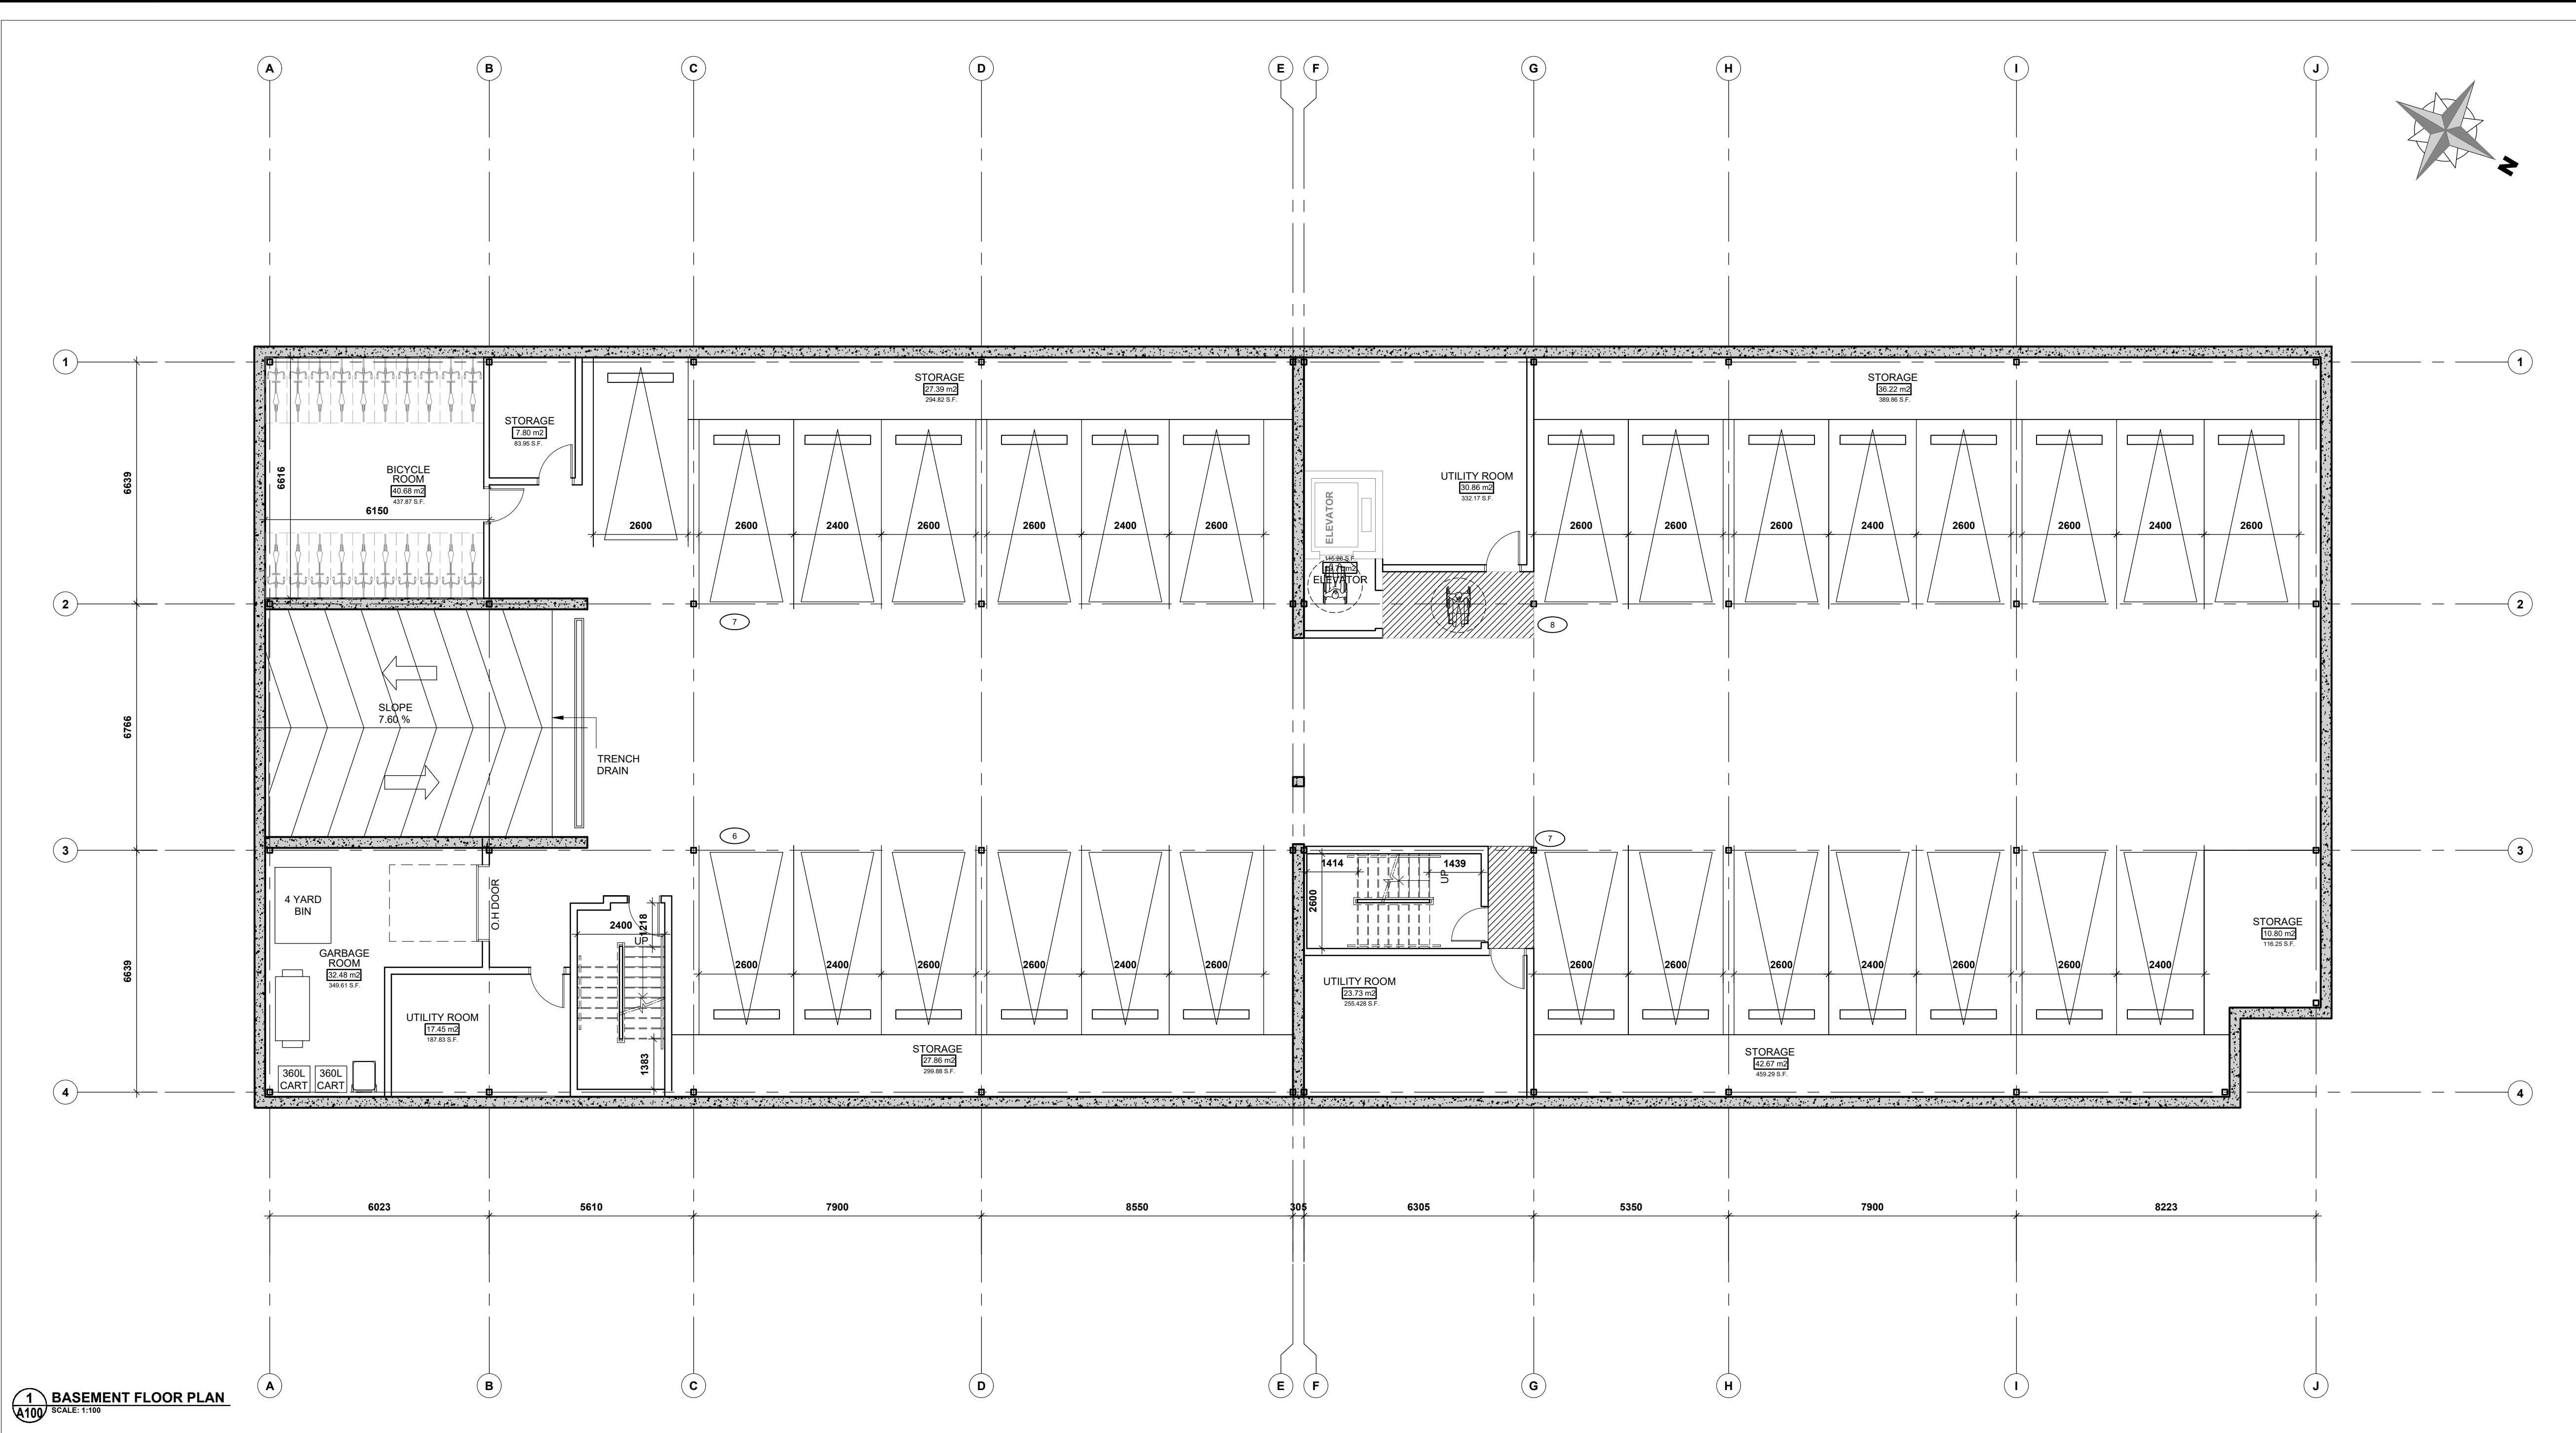 A B C D E F G H I J
N
1 1
STORAGE
27.39 m2
294.82 S.F.
STORAGE
36.22 m2
389.86 S.F.
STORAGE
7.80 m2
83.95 S.F.
6639
6616
BICYCLE
ROOM
40.68 m2
437.87 S.F.
6150
UTILITY ROOM
30.86 m2
332.17 S.F.
ELEVATOR
2600 2600 2400 2600 2600 2400 2600
2600 2600 2600 2400 2600 2600 2400 2600
ELEVATOR
2 2
7
8
6766
SLOPE
7.60 %
TRENCH
DRAIN
6
7
3 3
1414
1439
UP
2600
4 YARD
BIN
O.H DOOR
6639
GARBAGE
ROOM
32.48 m2
349.61 S.F.
2400
1218
UP
STORAGE
10.80 m2
116.25 S.F.
2600 2400 2600 2600 2400 2600
2600 2600 2600 2400 2600 2600 2400
UTILITY ROOM
23.73 m2
255.428 S.F.
UTILITY ROOM
17.45 m2
187.83 S.F.
1383
STORAGE
27.86 m2
299.88 S.F.
STORAGE
42.67 m2
459.29 S.F.
360L
CART
360L
CART
4 4
6023 5610 7900 8550 305 6305 5350 7900 8223
A B C D E F G H I J
1
A100
BASEMENT FLOOR PLAN
SCALE: 1:100